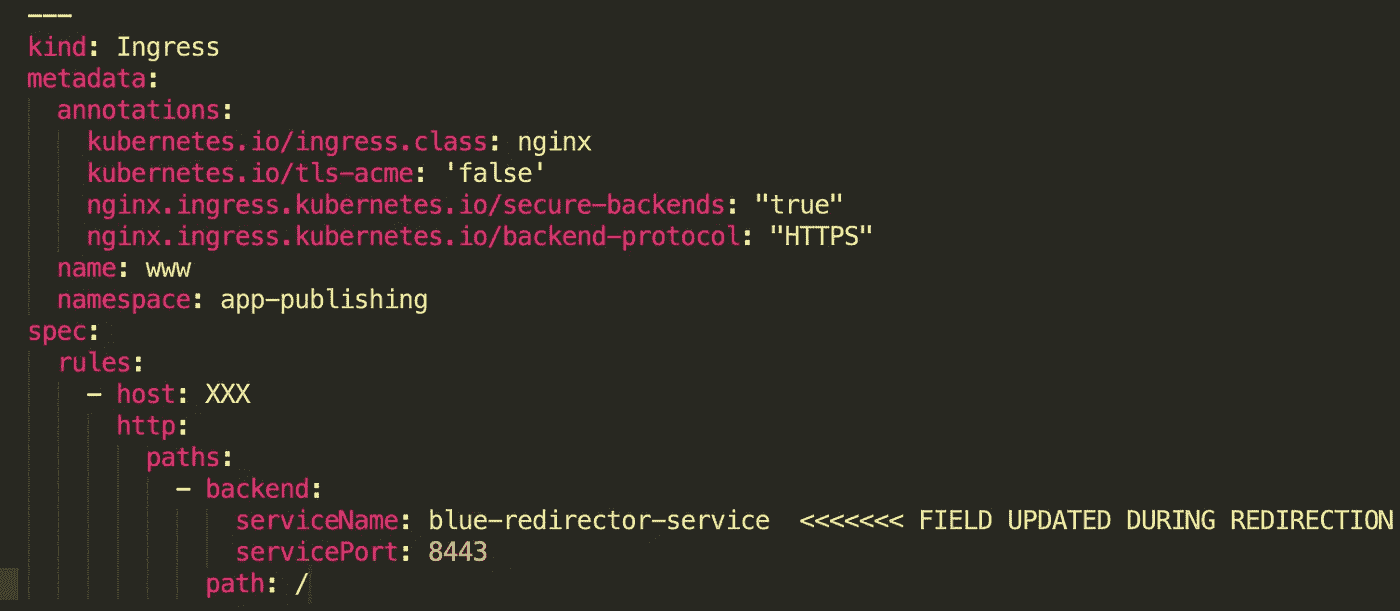 ---
kind: Ingress
metadata:
  annotations:
    kubernetes.io/ingress.class: nginx
    kubernetes.io/tls-acme: 'false'
    nginx.ingress.kubernetes.io/secure-backends: "true"
    nginx.ingress.kubernetes.io/backend-protocol: "HTTPS"
  name: www
  namespace: app-publishing
spec:
  rules:
    - host: XXX
      http:
        paths:
          - backend:
              serviceName: blue-redirector-service  <<<<<<< FIELD UPDATED DURING REDIRECTION
              servicePort: 8443
            path: /